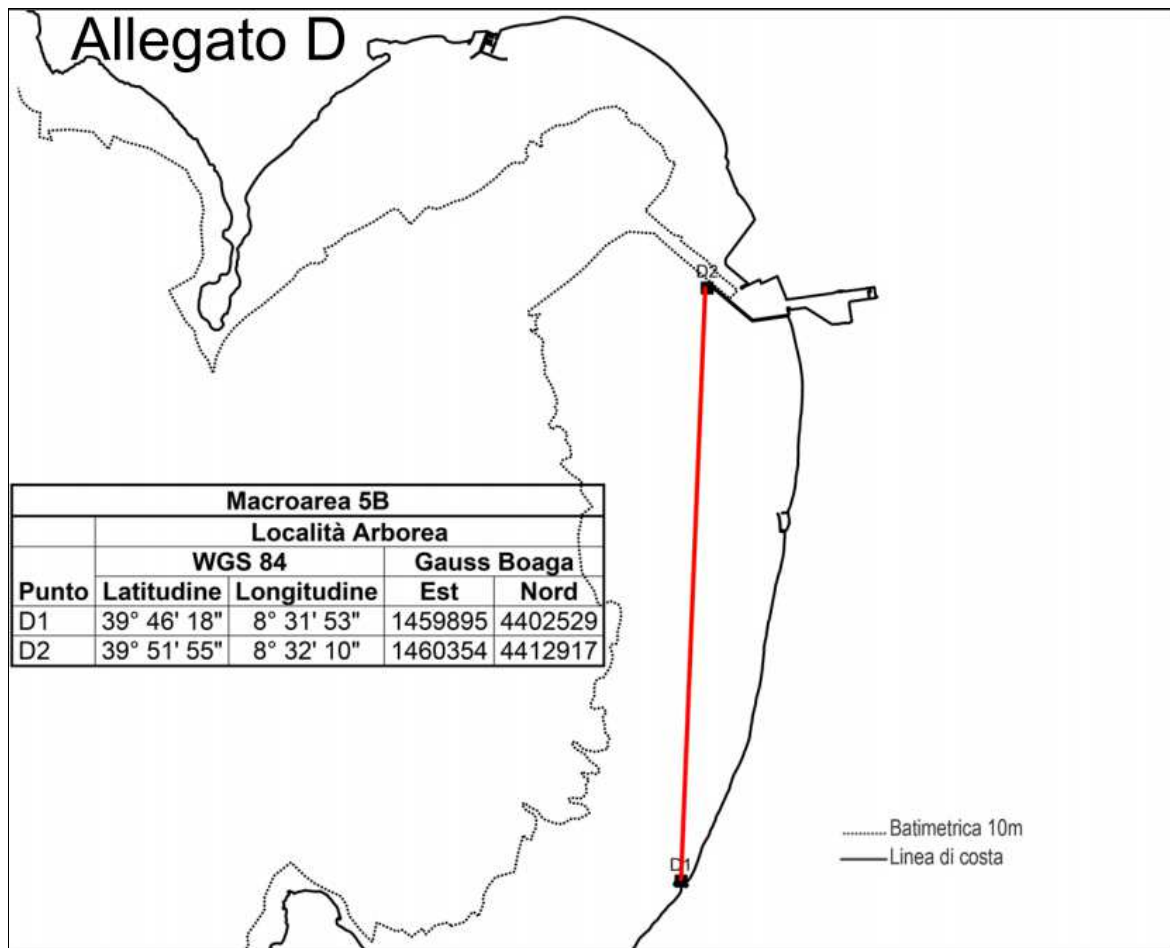 Allegato D
D2
Macroarea 5B
Località Arborea
WGS 84 Gauss Boaga
Punto Latitudine Longitudine Est Nord
D1 39° 46' 18" 8° 31' 53" 1459895 4402529
D2 39° 51' 55" 8° 32' 10" 1460354 4412917
Batimetrica 10m
Linea di costa
D1